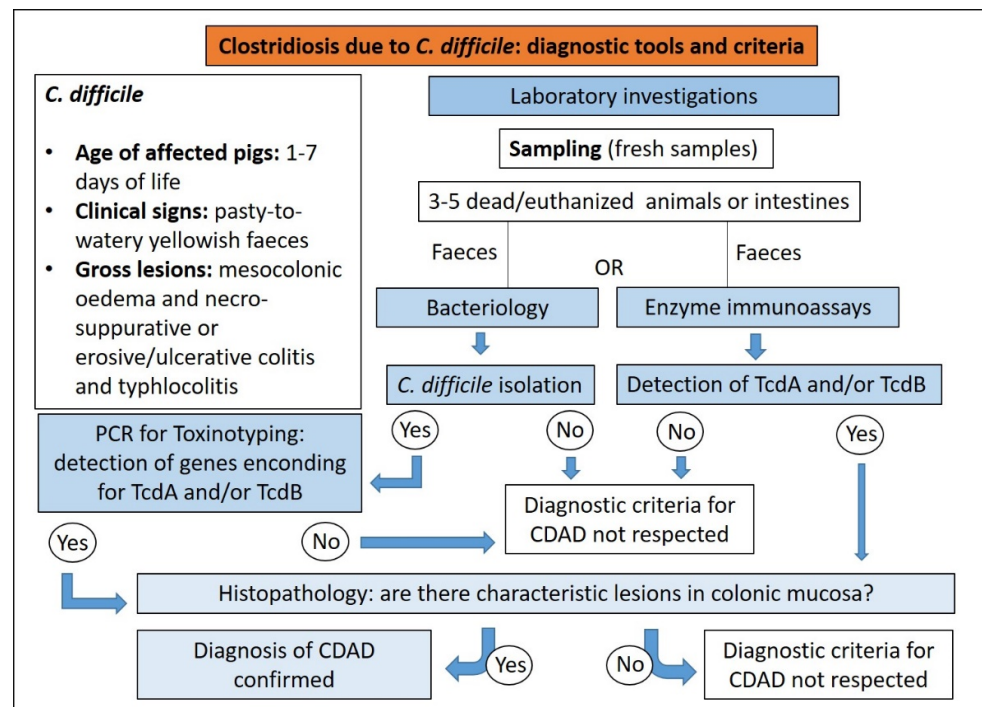 Clostridiosis due to C. difficile: diagnostic tools and criteria
C. difficile
• Age of affected pigs: 1-7
days of life
• Clinical signs: pasty-to-
watery yellowish faeces
• Gross lesions: mesocolonic
oedema and necro-
suppurative or
erosive/ulcerative colitis
and typhlocolitis
Laboratory investigations
Sampling (fresh samples)
3-5 dead/euthanized animals or intestines
Faeces
OR
Faeces
Bacteriology
Enzyme immunoassays
C. difficile isolation
Detection of TcdA and/or TcdB
Yes
No
No
Yes
PCR for Toxinotyping:
detection of genes enconding
for TcdA and/or TcdB
Diagnostic criteria for
CDAD not respected
Yes
No
Histopathology: are there characteristic lesions in colonic mucosa?
Diagnosis of CDAD
confirmed
Yes
No
Diagnostic criteria for
CDAD not respected